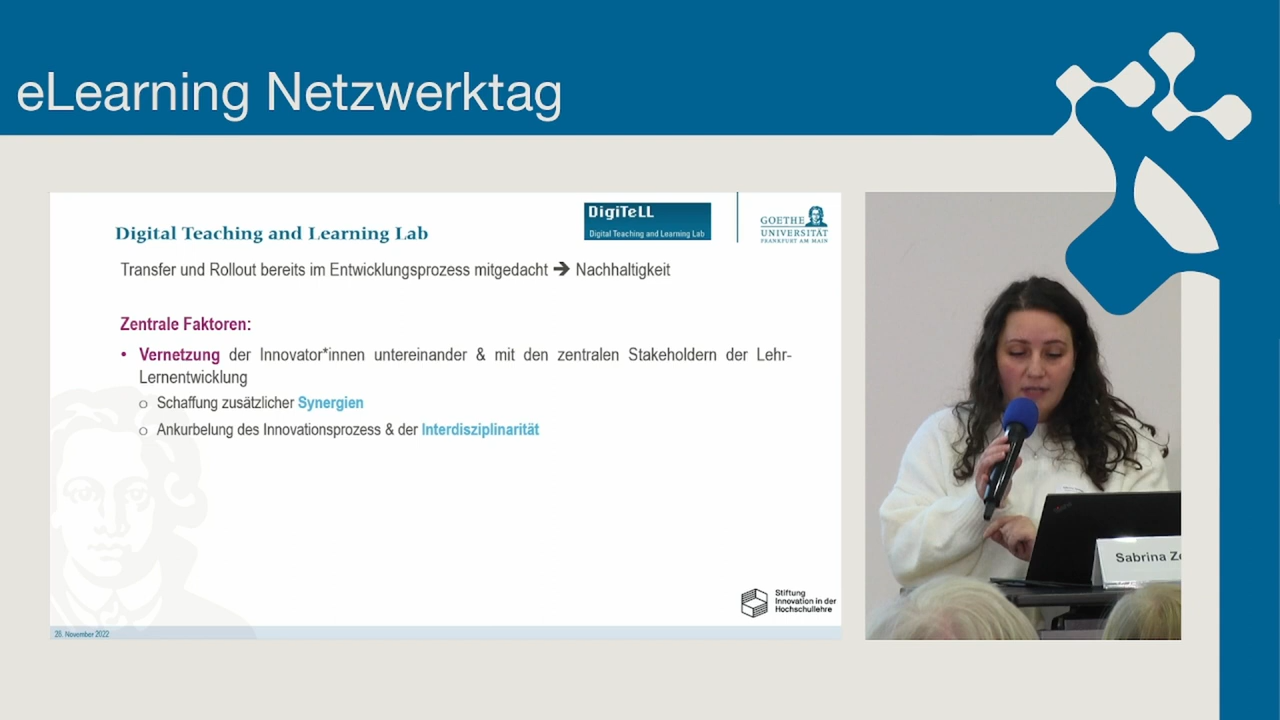 eLearning Netzwerktag
DigiTeLL
Digital Teaching and Learning Lab
GOETHE
UNIVERSITÄT
FRANKFURT AM MAIN
Digital Teaching and Learning Lab
Transfer und Rollout bereits im Entwicklungsprozess mitgedacht ➔ Nachhaltigkeit
Zentrale Faktoren:
• Vernetzung der Innovator*innen untereinander & mit den zentralen Stakeholdern der Lehr-
Lernentwicklung
o Schaffung zusätzlicher Synergien
o Ankurbelung des Innovationsprozess & der Interdisziplinarität
Stiftung
Innovation in der
Hochschullehre
28. November 2022
Sabrina